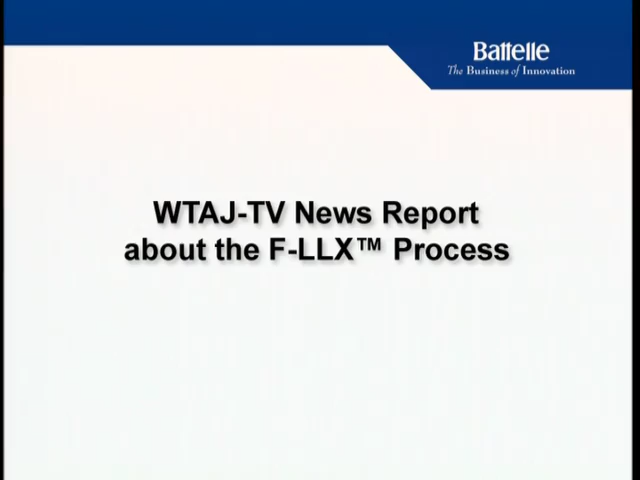 Battelle
The Business of Innovation
WTAJ-TV News Report
about the F-LLX™ Process